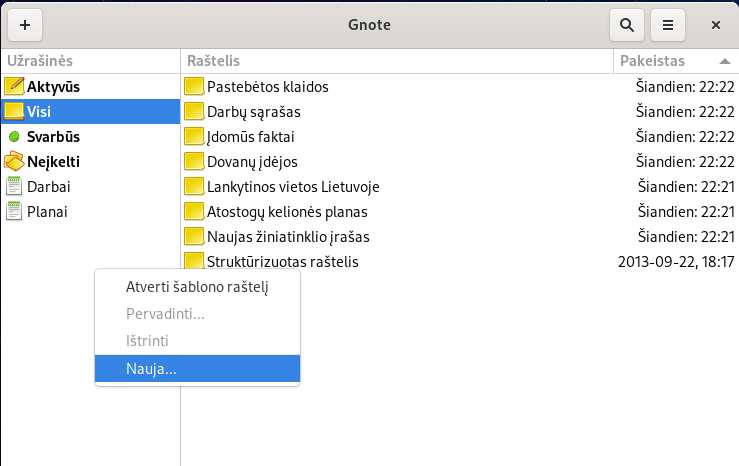 Gnote
Užrašinės
Raštelis
Pakeistas
Aktyvūs
Visi
Svarbūs
Neįkelti
Darbai
Planai
Pastebėtos klaidos Šiandien: 22:22
Darbų sąrašas Šiandien: 22:22
Įdomūs faktai Šiandien: 22:22
Dovanų įdėjos Šiandien: 22:22
Lankytinos vietos Lietuvoje Šiandien: 22:21
Atostogų kelionės planas Šiandien: 22:21
Naujas žiniatinklio įrašas Šiandien: 22:21
Struktūrizuotas raštelis 2013-09-22, 18:17
Atverti šablono raštelį
Pervadinti...
Ištrinti
Nauja...